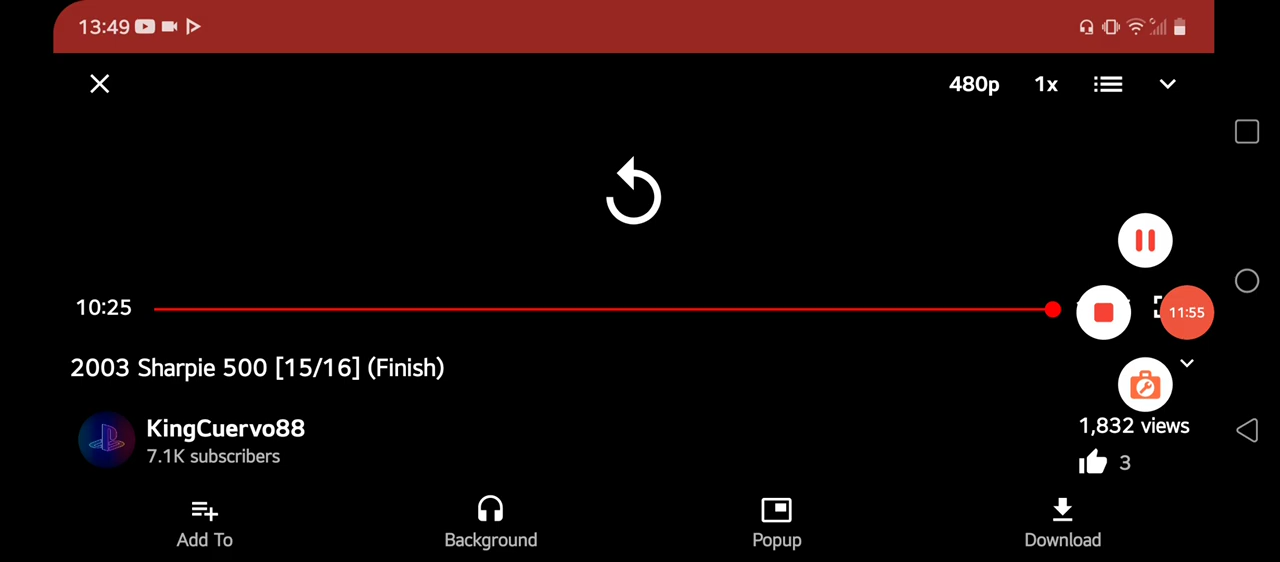 13:49
480p 1x
10:25
11:55
2003 Sharpie 500 [15/16] (Finish)
KingCuervo88
7.1K subscribers
1,832 views
3
Add To
Background
Popup
Download